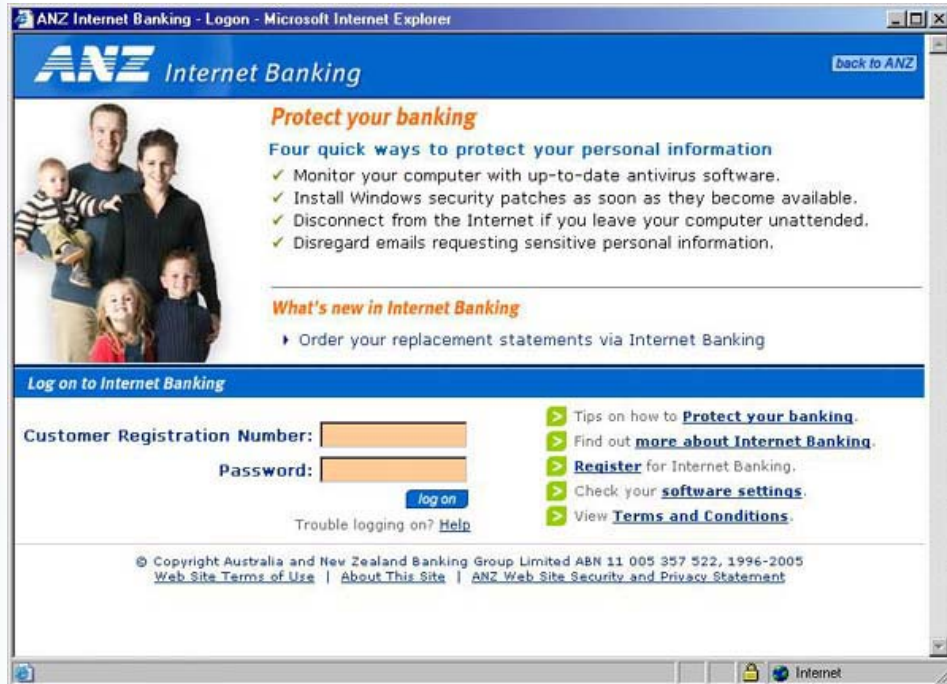 ANZ Internet Banking - Logon - Microsoft Internet Explorer
ANZ Internet Banking
back to ANZ
Protect your banking
Four quick ways to protect your personal information
✓ Monitor your computer with up-to-date antivirus software.
✓ Install Windows security patches as soon as they become available.
✓ Disconnect from the Internet if you leave your computer unattended.
✓ Disregard emails requesting sensitive personal information.
What's new in Internet Banking
Order your replacement statements via Internet Banking
Log on to Internet Banking
Customer Registration Number:
Password:
log on
Trouble logging on? Help
> Tips on how to Protect your banking.
> Find out more about Internet Banking.
> Register for Internet Banking.
> Check your software settings.
> View Terms and Conditions.
© Copyright Australia and New Zealand Banking Group Limited ABN 11 005 357 522, 1996-2005
Web Site Terms of Use | About This Site | ANZ Web Site Security and Privacy Statement
Internet